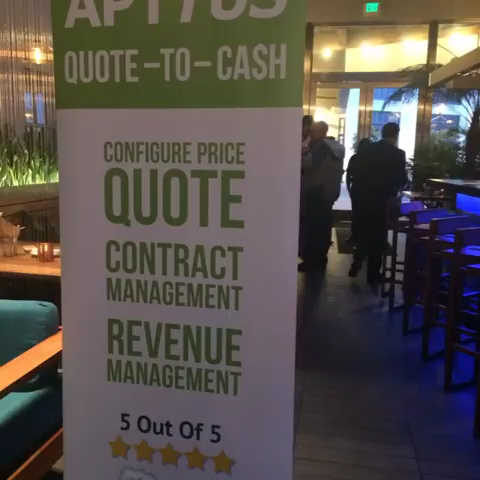 APTTUS
QUOTE–TO–CASH
CONFIGURE PRICE
QUOTE
CONTRACT
MANAGEMENT
REVENUE
MANAGEMENT
5 Out Of 5